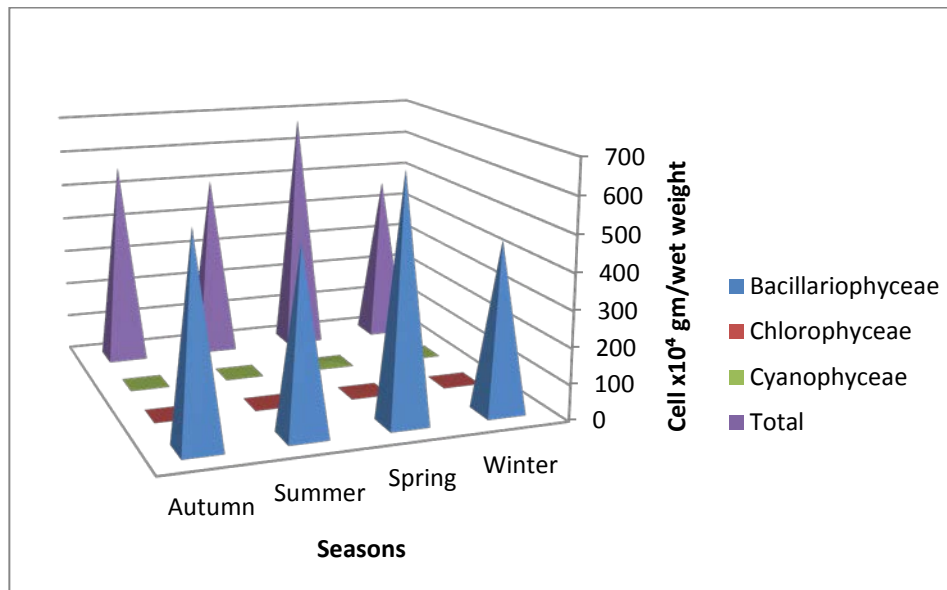 700
600
500
400
300
200
100
0
Cell x10⁴ gm/wet weight
Autumn
Summer
Spring
Winter
Seasons
Bacillariophyceae
Chlorophyceae
Cyanophyceae
Total